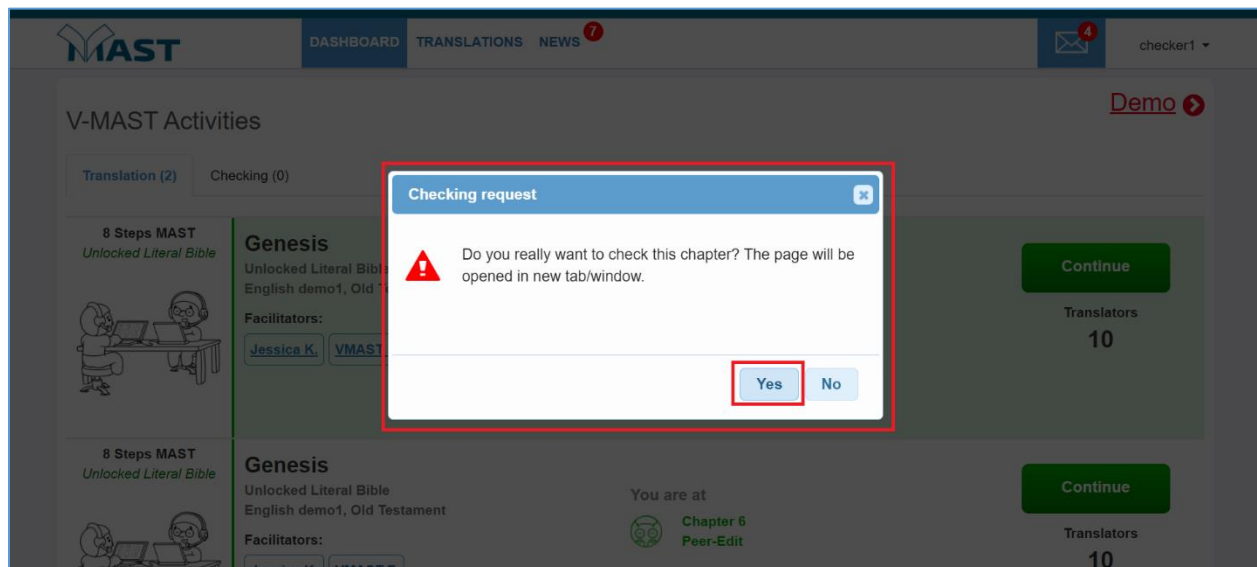 MAST
DASHBOARD TRANSLATIONS NEWS 7
4
checker1
Demo
V-MAST Activities
Translation (2) Checking (0)
Checking request
Do you really want to check this chapter? The page will be
opened in new tab/window.
Yes No
8 Steps MAST
Unlocked Literal Bible
Genesis
Unlocked Literal Bibl
English demo1, Old
Facilitators:
Jessica K. VMAST
Continue
Translators
10
8 Steps MAST
Unlocked Literal Bible
Genesis
Unlocked Literal Bible
English demo1, Old Testament
Facilitators:
You are at
Chapter 6
Peer-Edit
Continue
Translators
10